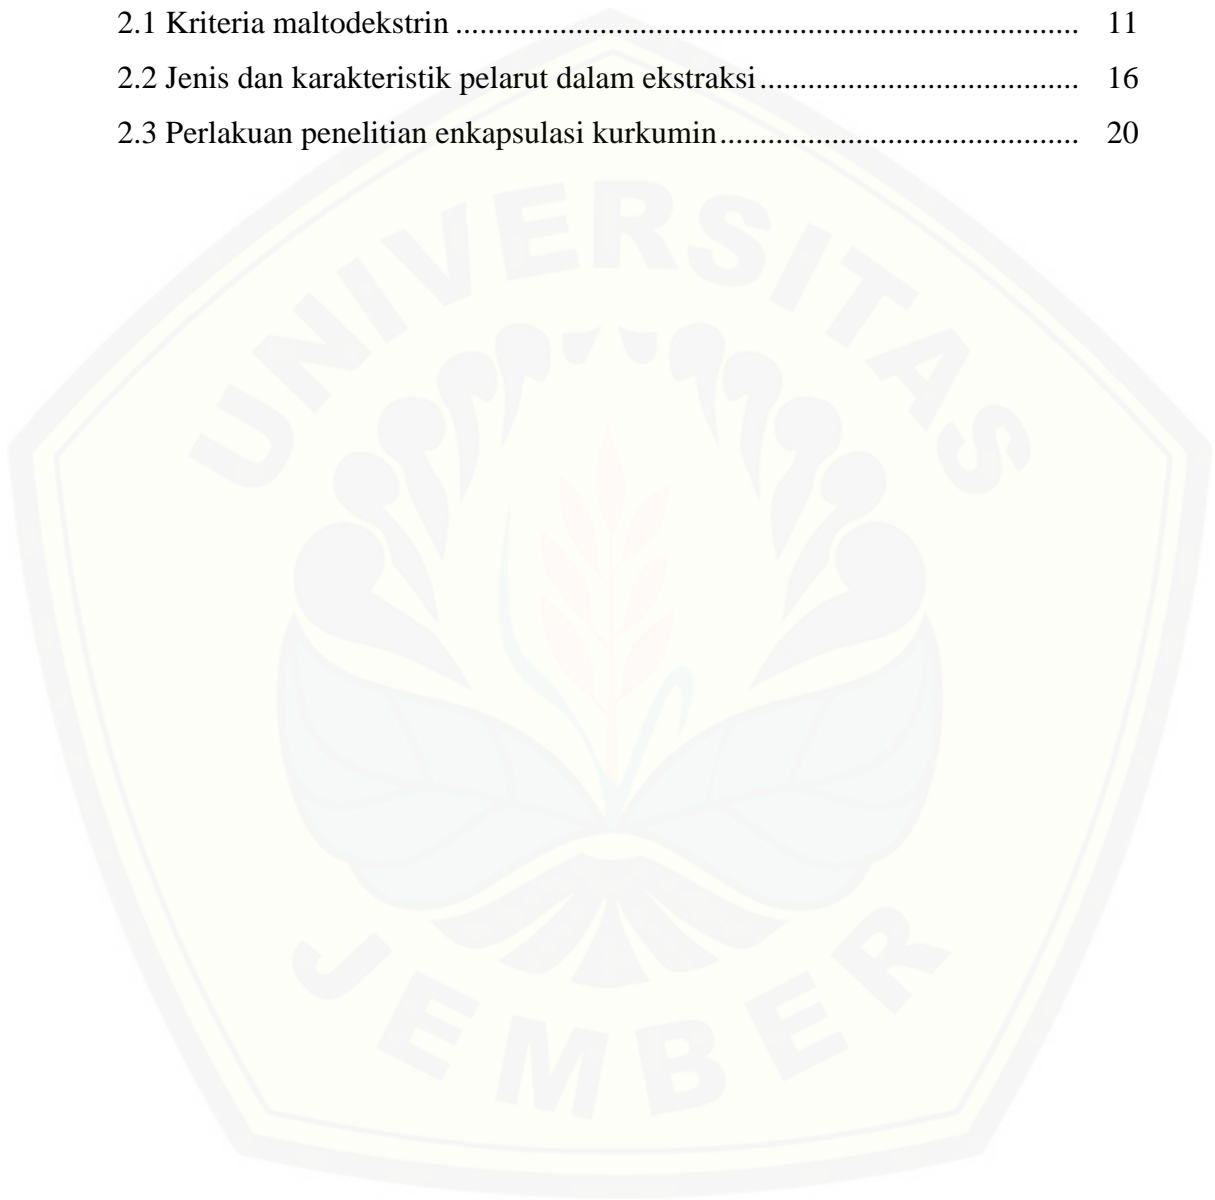 2.1 Kriteria maltodekstrin ............................................................................... 11
2.2 Jenis dan karakteristik pelarut dalam ekstraksi ........................................ 16
2.3 Perlakuan penelitian enkapsulasi kurkumin ............................................. 20
UNIVERSITAS
JEMBER